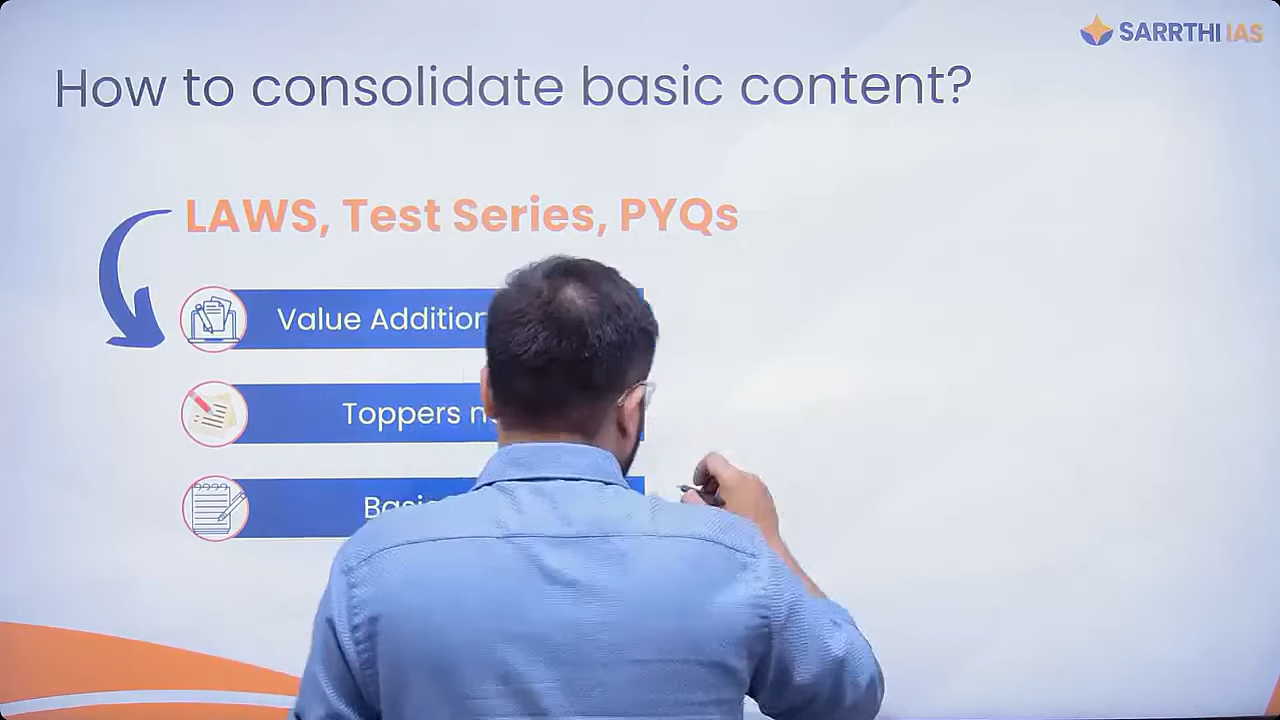 SARRTHI IAS
How to consolidate basic content?
LAWS, Test Series, PYQs
Value Addition
Toppers